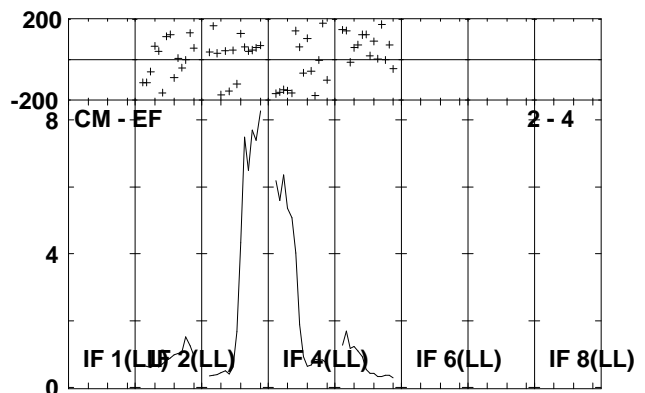 200
-200
8
CM - EF
2 - 4
4
0
IF 1(LL)
IF 2(LL)
IF 4(LL)
IF 6(LL)
IF 8(LL)